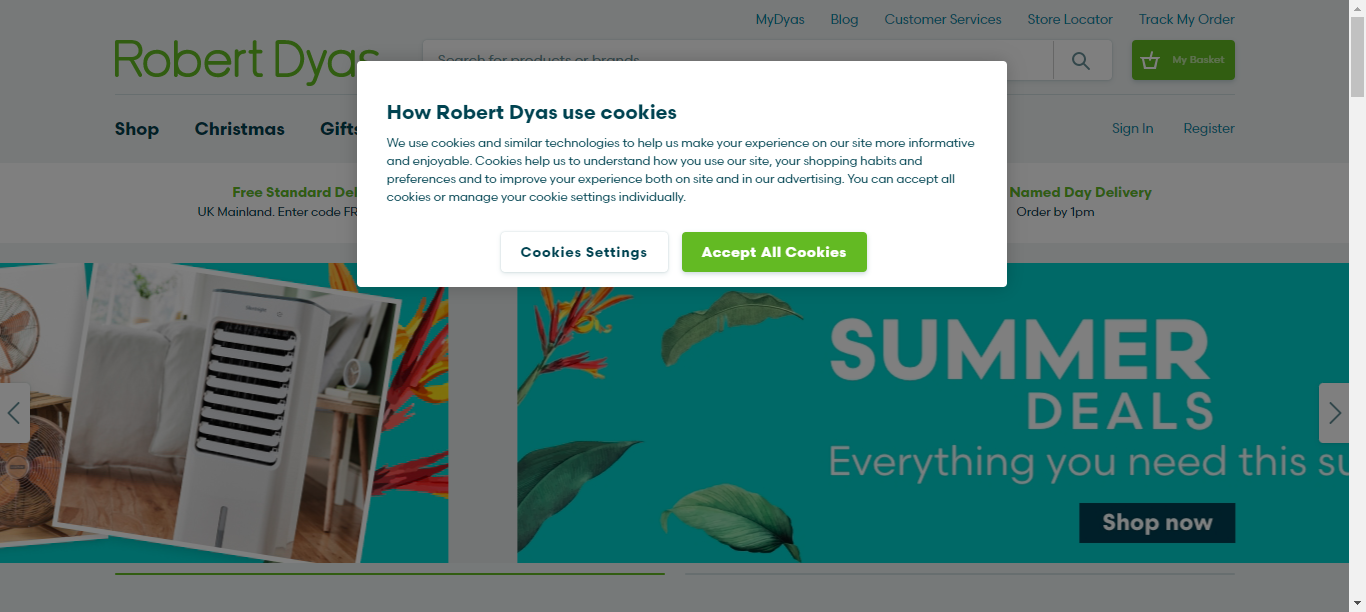 MyDyas Blog Customer Services Store Locator Track My Order
Robert Dyas
Search for products or brands
My Basket
Shop Christmas Gifts
Sign In Register
How Robert Dyas use cookies
We use cookies and similar technologies to help us make your experience on our site more informative
and enjoyable. Cookies help us to understand how you use our site, your shopping habits and
preferences and to improve your experience both on site and in our advertising. You can accept all
cookies or manage your cookie settings individually.
Cookies Settings Accept All Cookies
Free Standard Del
UK Mainland. Enter code FR
Named Day Delivery
Order by 1pm
SUMMER
DEALS
Everything you need this su
Shop now